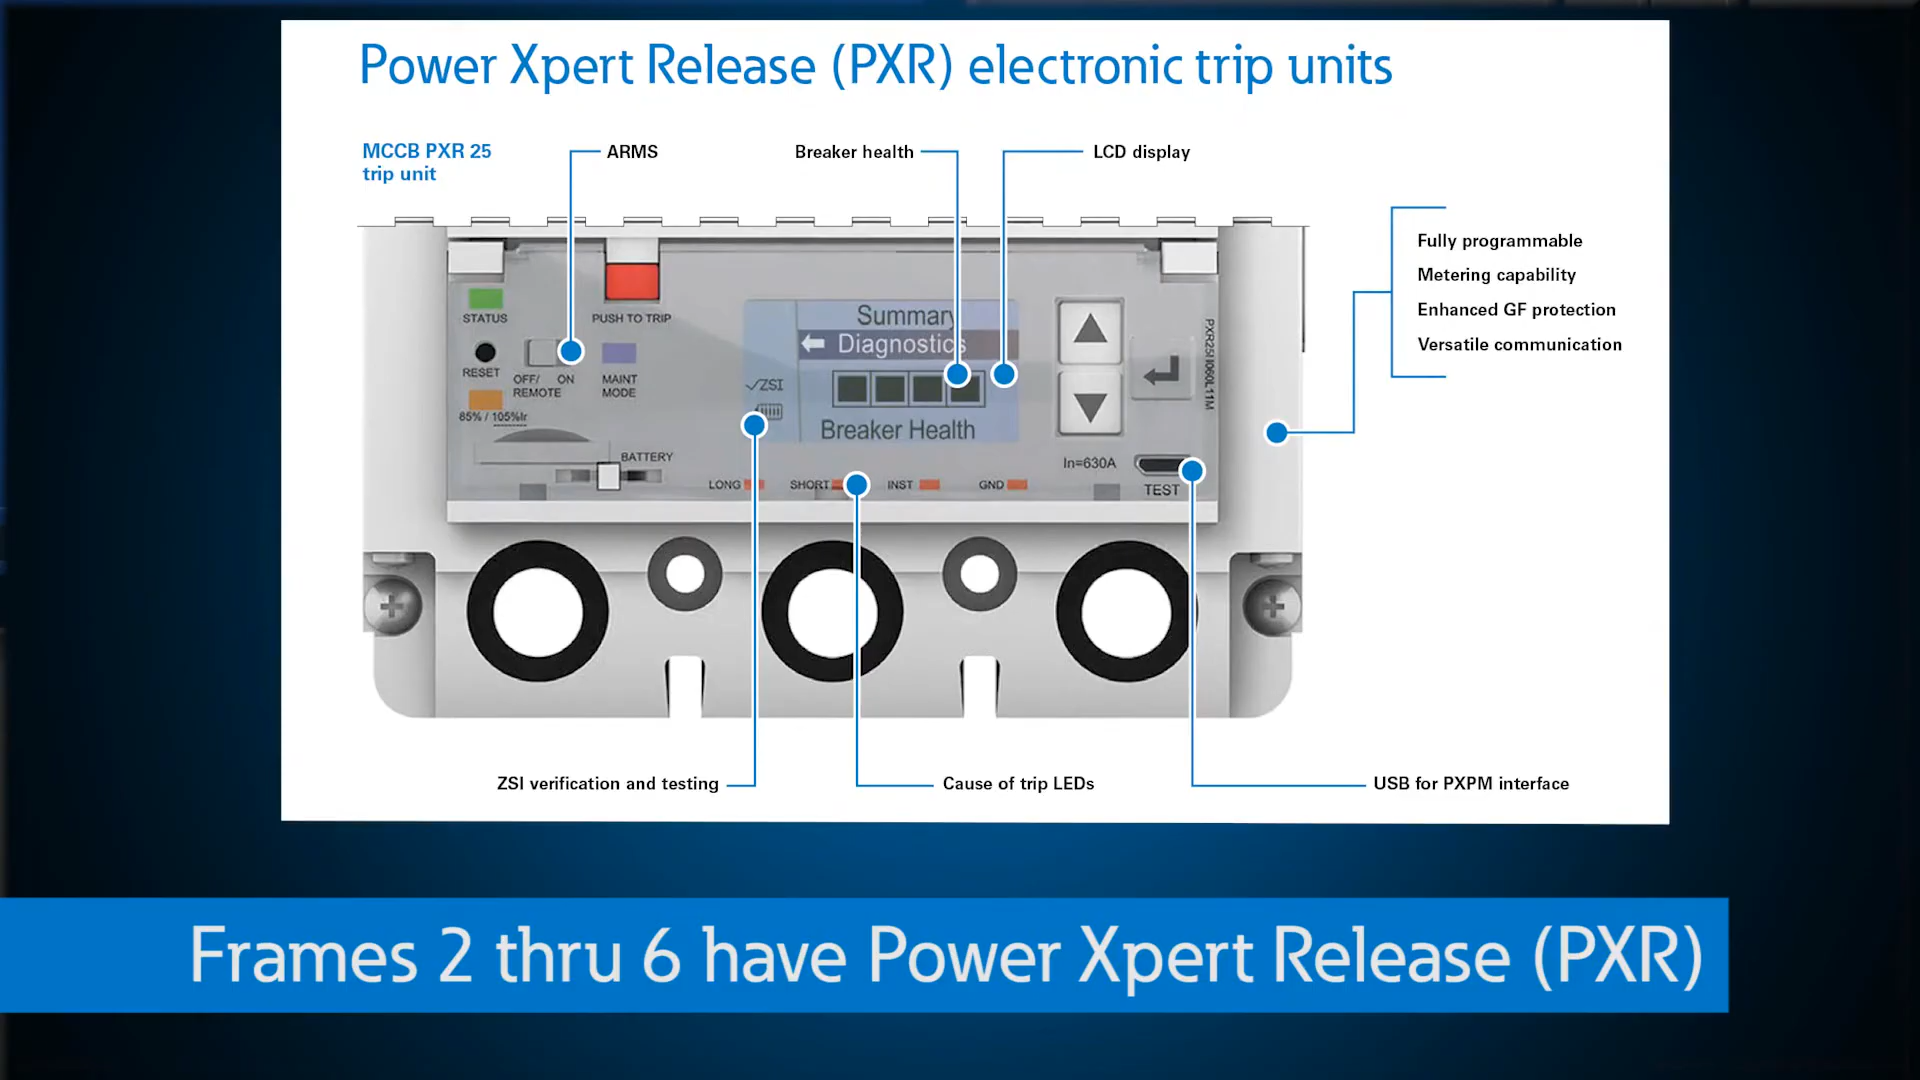 Power Xpert Release (PXR) electronic trip units
MCCB PXR 25
trip unit
ARMS
Breaker health
LCD display
Fully programmable
Metering capability
Enhanced GF protection
Versatile communication
STATUS
PUSH TO TRIP
RESET
OFF/
REMOTE
ON
MAINT
MODE
85% / 105%Ir
BATTERY
Summary
Diagnostics
ZSI
Breaker Health
LONG
SHORT
INST
GND
In=630A
TEST
ZSI verification and testing
Cause of trip LEDs
USB for PXPM interface
Frames 2 thru 6 have Power Xpert Release (PXR)